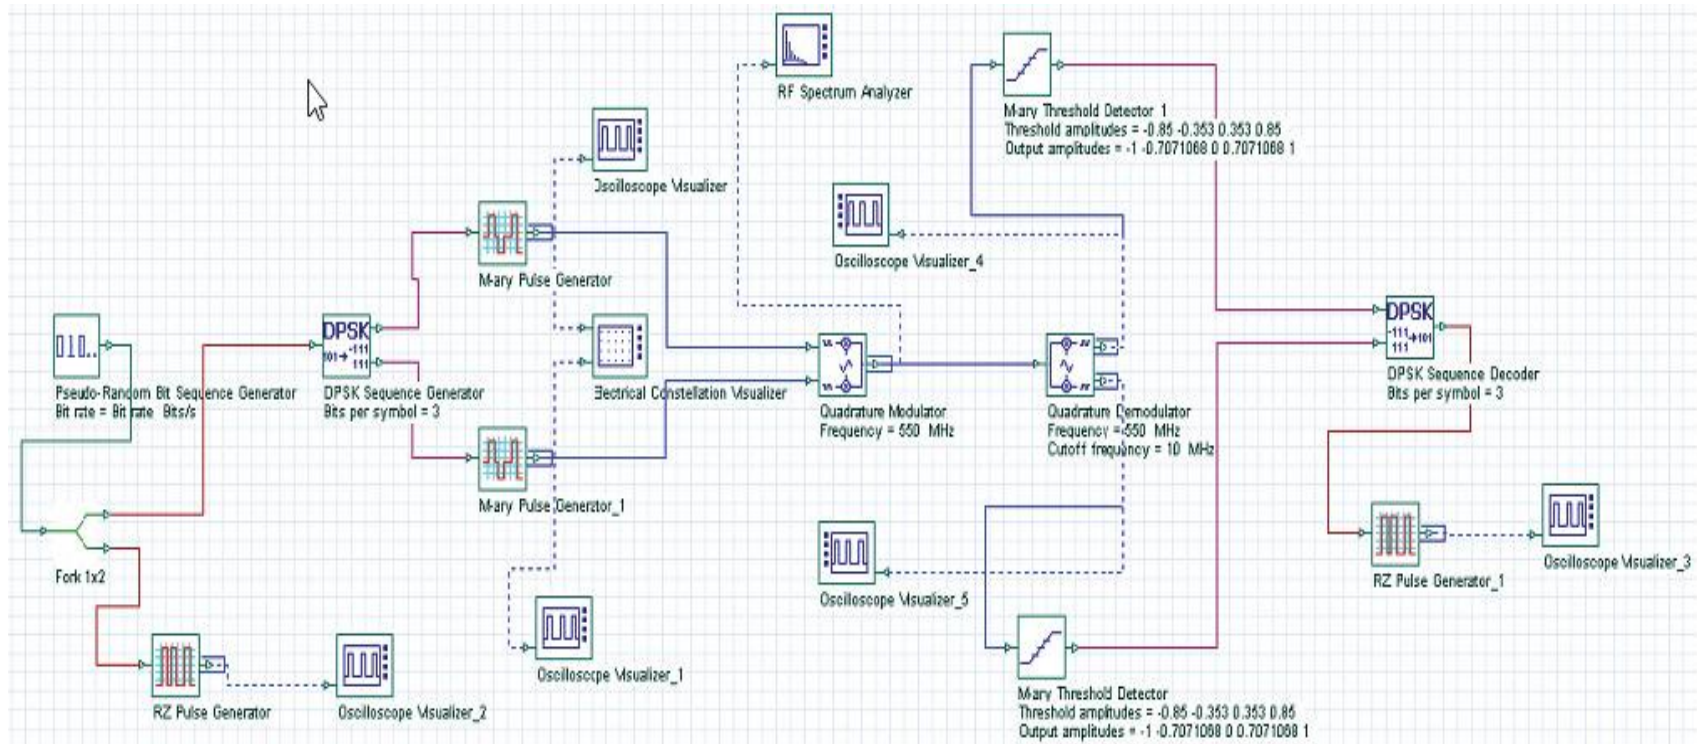 RF Spectrum Analyzer
M-ary Threshold Detector 1
Threshold amplitudes = -0.85 -0.353 0.353 0.85
Output amplitudes = -1 -0.7071068 0 0.7071068 1
Oscilloscope Visualizer
Oscilloscope Visualizer_4
M-ary Pulse Generator
DPSK
101→ -111
111
DPSK
-111
111 →101
Pseudo-Random Bit Sequence Generator
Bit rate = Bit rate Bits/s
DPSK Sequence Generator
Bits per symbol = 3
Electrical Constellation Visualizer
Quadrature Modulator
Frequency = 550 MHz
Quadrature Demodulator
Frequency = 550 MHz
Cutoff frequency = 10 MHz
DPSK Sequence Decoder
Bits per symbol = 3
M-ary Pulse Generator_1
Fork 1x2
Oscilloscope Visualizer_5
RZ Pulse Generator_1
Oscilloscope Visualizer_3
Oscilloscope Visualizer_1
RZ Pulse Generator
Oscilloscope Visualizer_2
M-ary Threshold Detector
Threshold amplitudes = -0.85 -0.353 0.353 0.85
Output amplitudes = -1 -0.7071068 0 0.7071068 1